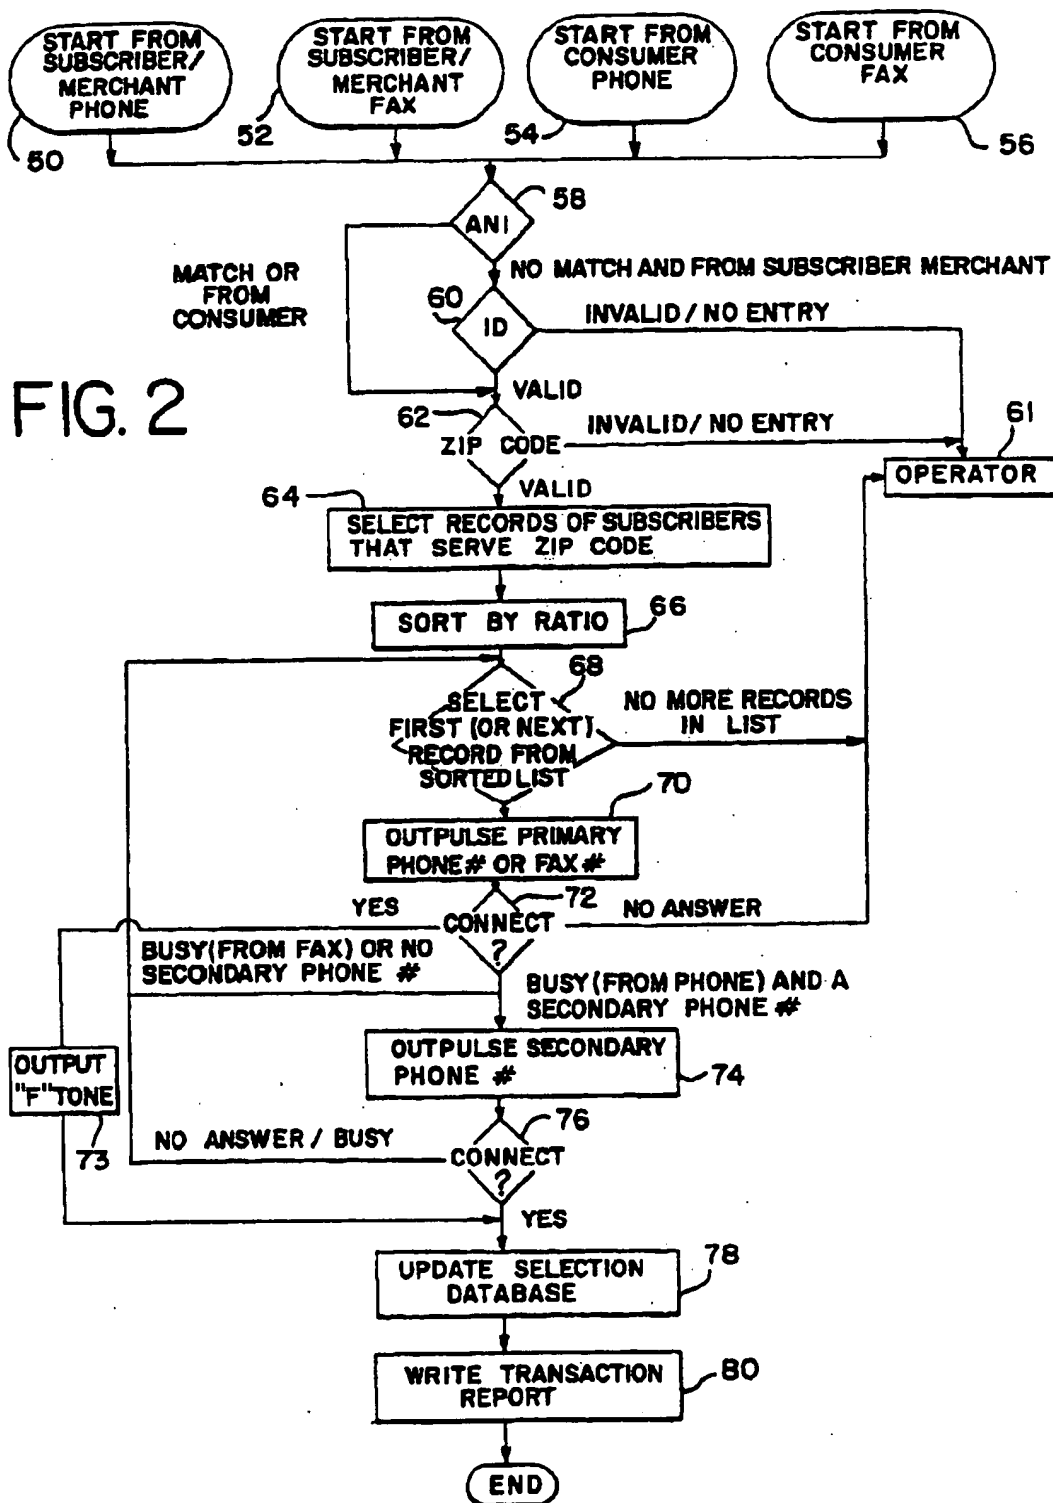 START FROM
SUBSCRIBER/
MERCHANT
PHONE
50
START FROM
SUBSCRIBER/
MERCHANT
FAX
52
START FROM
CONSUMER
PHONE
54
START FROM
CONSUMER
FAX
56
ANI
58
MATCH OR
FROM
CONSUMER
NO MATCH AND FROM SUBSCRIBER MERCHANT
60
ID
INVALID / NO ENTRY
VALID
FIG. 2
62
ZIP CODE
INVALID / NO ENTRY
61
OPERATOR
VALID
64
SELECT RECORDS OF SUBSCRIBERS
THAT SERVE ZIP CODE
SORT BY RATIO
66
68
SELECT
FIRST (OR NEXT)
RECORD FROM
SORTED LIST
NO MORE RECORDS
IN LIST
70
OUTPULSE PRIMARY
PHONE # OR FAX #
72
YES
CONNECT
?
NO ANSWER
BUSY (FROM FAX) OR NO
SECONDARY PHONE #
BUSY (FROM PHONE) AND A
SECONDARY PHONE #
OUTPUT
"F" TONE
73
OUTPULSE SECONDARY
PHONE #
74
76
NO ANSWER / BUSY
CONNECT
?
YES
UPDATE SELECTION
DATABASE
78
WRITE TRANSACTION
REPORT
80
END